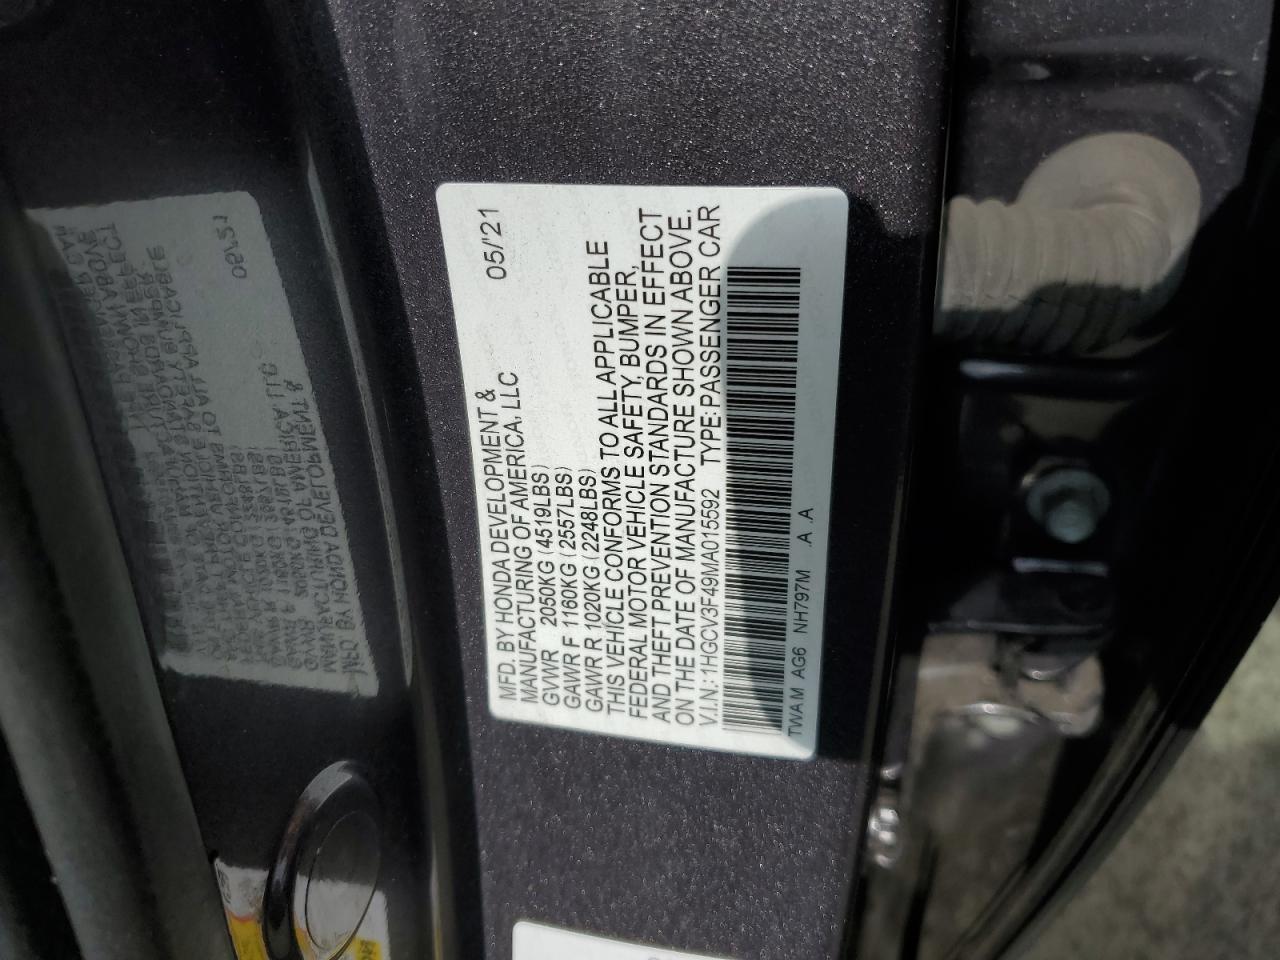 MFD. BY HONDA DEVELOPMENT & 05/'21
MANUFACTURING OF AMERICA, LLC
GVWR 2050KG (4519LBS)
GAWR F 1160KG (2557LBS)
GAWR R 1020KG (2248LBS)
THIS VEHICLE CONFORMS TO ALL APPLICABLE
FEDERAL MOTOR VEHICLE SAFETY, BUMPER,
AND THEFT PREVENTION STANDARDS IN EFFECT
ON THE DATE OF MANUFACTURE SHOWN ABOVE.
V.I.N.: 1HGCV3F49MA015592 TYPE: PASSENGER CAR
TWAM AG6 NH797M .A .A